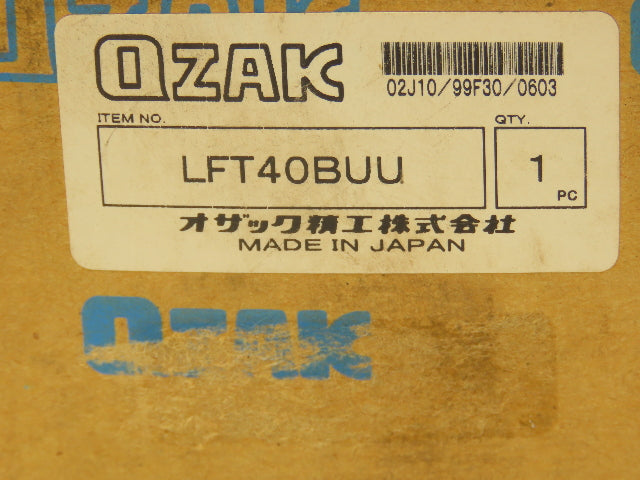 OZAK
02J10/99F30/0603
ITEM NO.
QTY.
LFT40BUU
1
PC
オザック精工株式会社
MADE IN JAPAN
OZAK